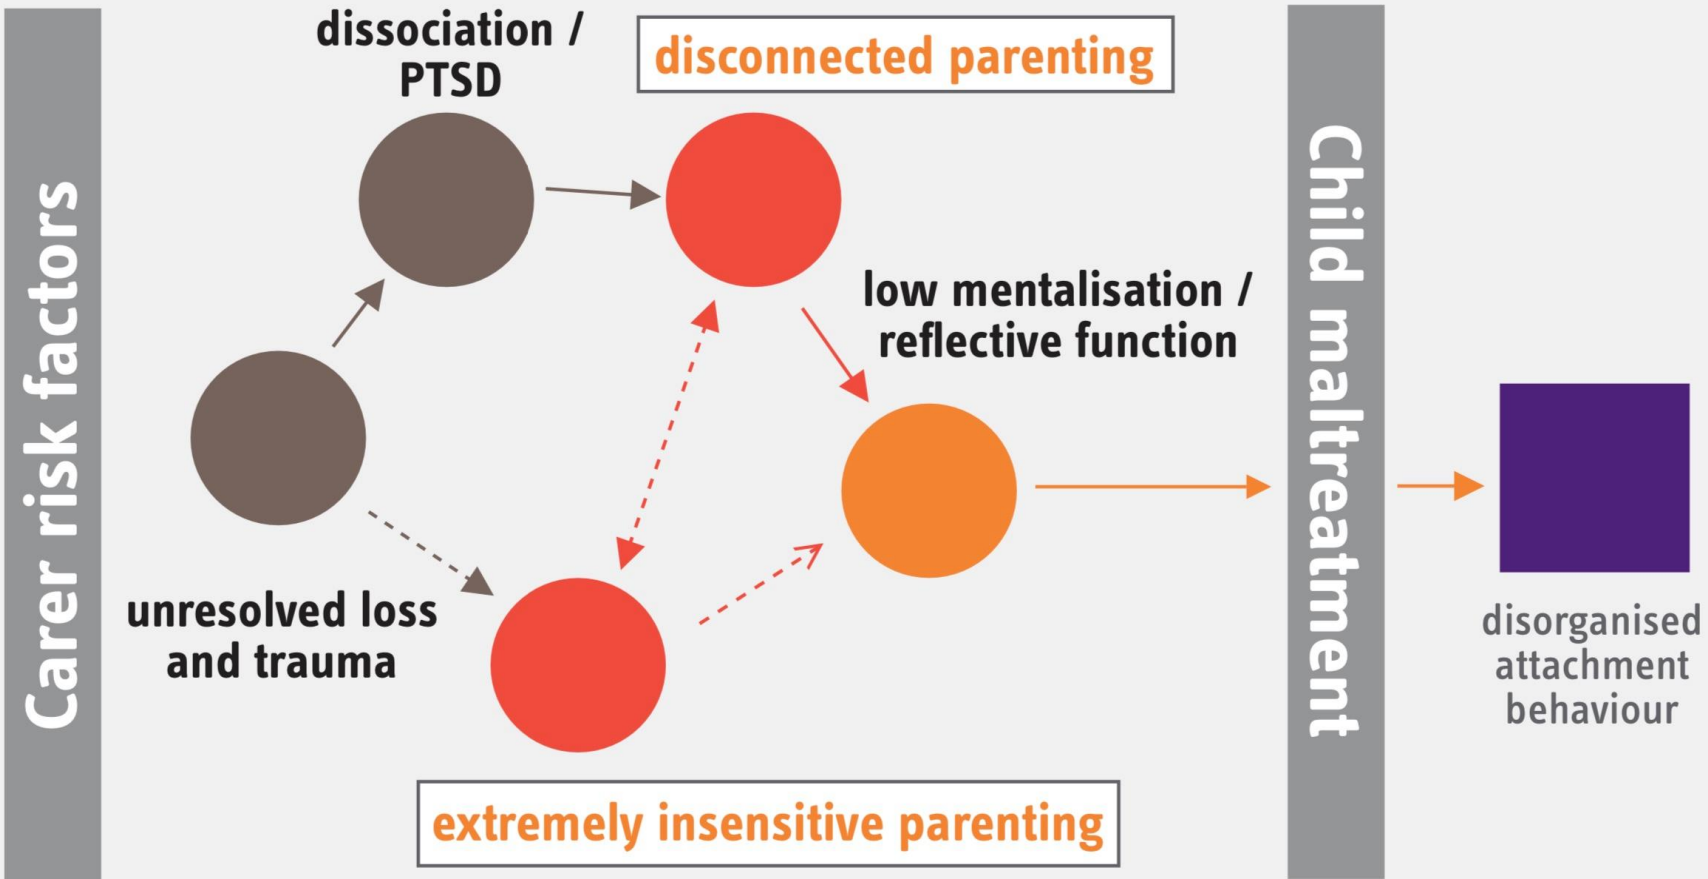 Carer risk factors
dissociation /
PTSD
disconnected parenting
low mentalisation /
reflective function
unresolved loss
and trauma
extremely insensitive parenting
Child maltreatment
disorganised
attachment
behaviour